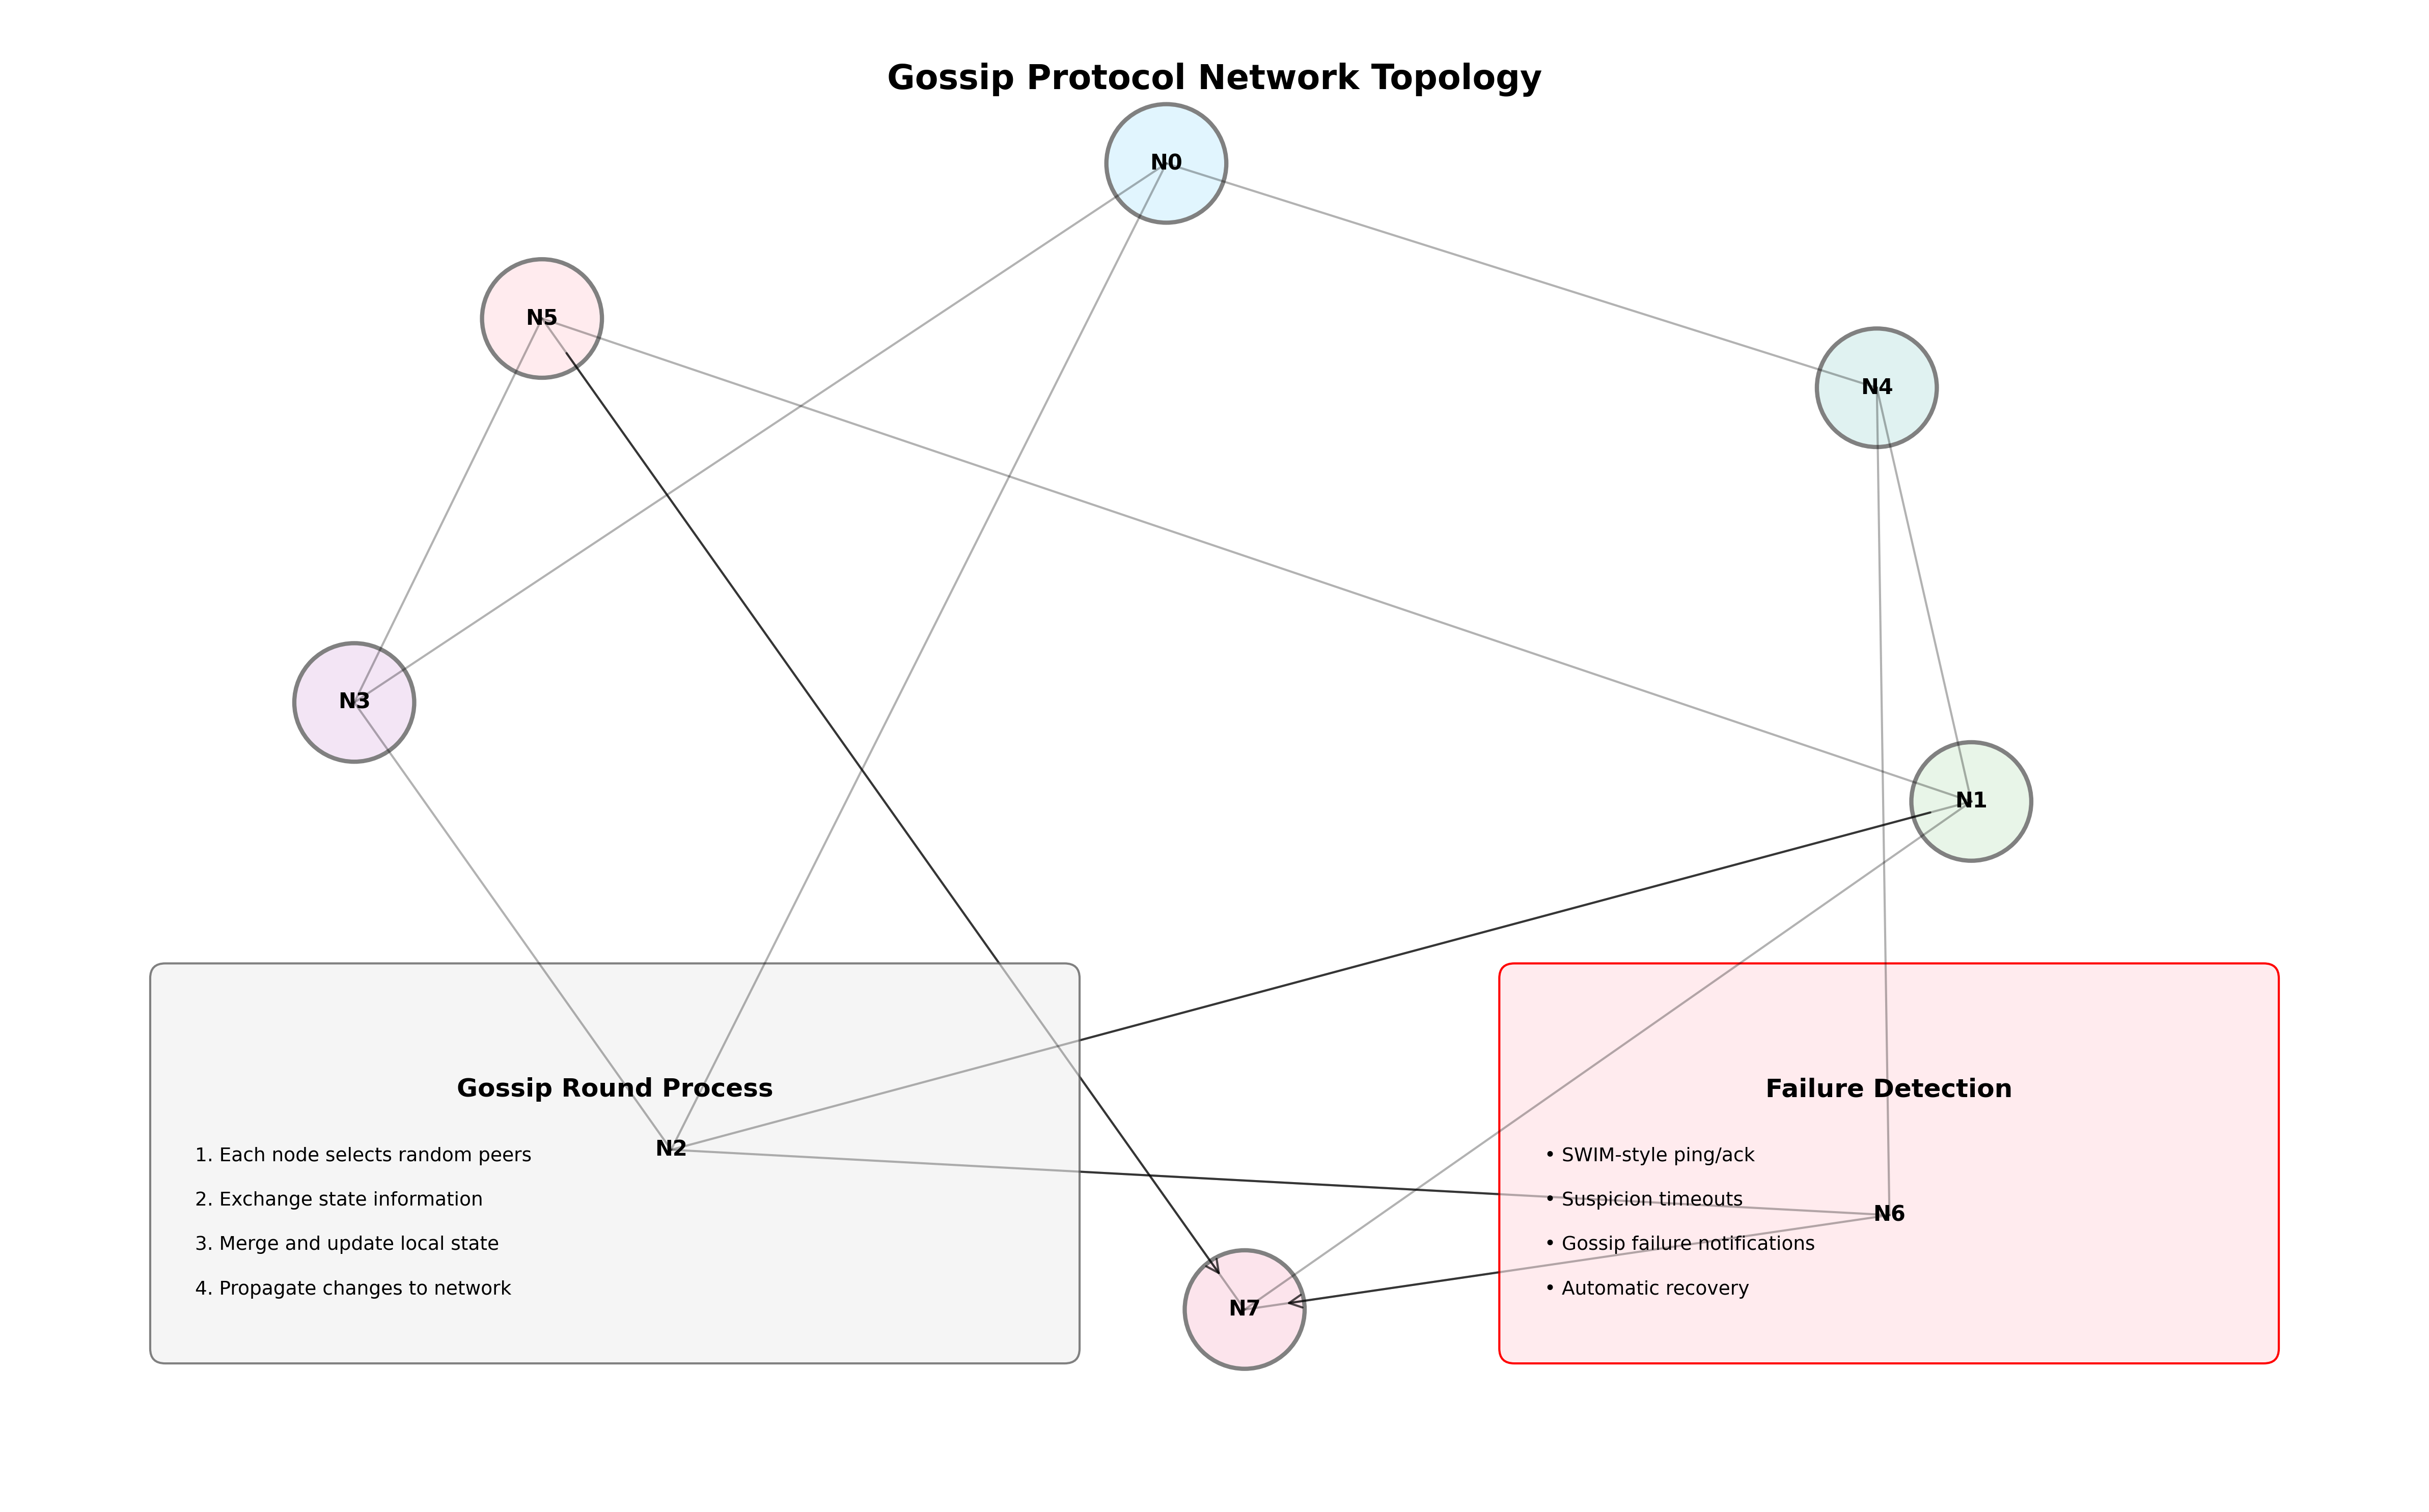 Gossip Protocol Network Topology
N0
N5
N4
N3
N1
Gossip Round Process
N2
1. Each node selects random peers
2. Exchange state information
3. Merge and update local state
4. Propagate changes to network
Failure Detection
• SWIM-style ping/ack
• Suspicion timeouts
N6
• Gossip failure notifications
• Automatic recovery
N7